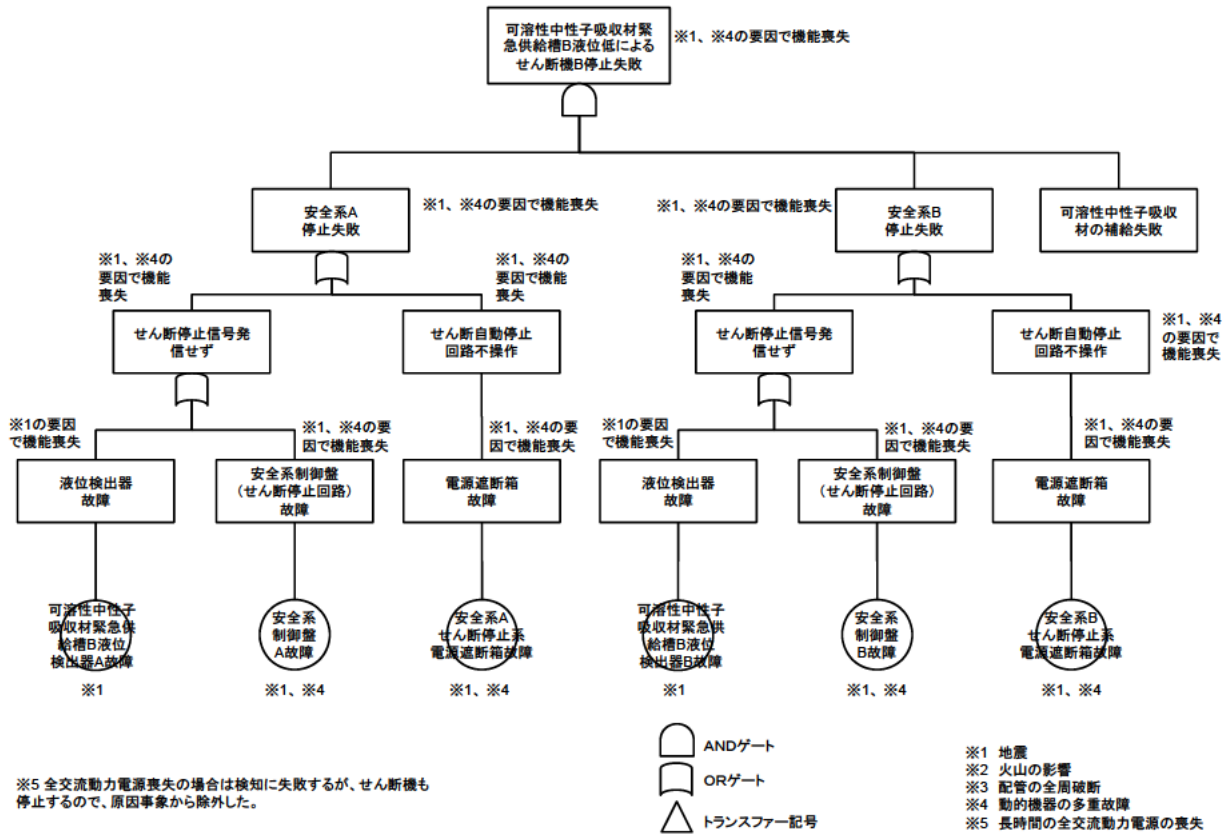 可溶性中性子吸収材緊
急供給槽B液位低による
せん断機B停止失敗
※1、※4の要因で機能喪失
安全系A
停止失敗
※1、※4の要因で機能喪失
※1、※4の要因で機能喪失
安全系B
停止失敗
可溶性中性子吸収
材の補給失敗
※1、※4の
要因で機能
喪失
※1、※4の
要因で機能
喪失
※1、※4の
要因で機能
喪失
※1、※4の
要因で機能
喪失
せん断停止信号発
信せず
せん断自動停止
回路不操作
せん断停止信号発
信せず
せん断自動停止
回路不操作
※1、※4
の要因で
機能喪失
※1の要因
で機能喪失
※1、※4の要
因で機能喪失
※1、※4の要
因で機能喪失
※1の要因
で機能喪失
※1、※4の要
因で機能喪失
※1、※4の要
因で機能喪失
液位検出器
故障
安全系制御盤
（せん断停止回路）
故障
電源遮断箱
故障
液位検出器
故障
安全系制御盤
（せん断停止回路）
故障
電源遮断箱
故障
可溶性中性子
吸収材緊急供
給槽B液位
検出器A故障
安全系
制御盤
A故障
安全系A
せん断停止系
電源遮断箱故障
可溶性中性子
吸収材緊急供
給槽B液位
検出器B故障
安全系
制御盤
B故障
安全系B
せん断停止系
電源遮断箱故障
※1
※1、※4
※1、※4
※1
※1、※4
※1、※4
※5 全交流動力電源喪失の場合は検知に失敗するが、せん断機も
停止するので、原因事象から除外した。
ANDゲート
ORゲート
トランスファー記号
※1 地震
※2 火山の影響
※3 配管の全周破断
※4 動的機器の多重故障
※5 長時間の全交流動力電源の喪失